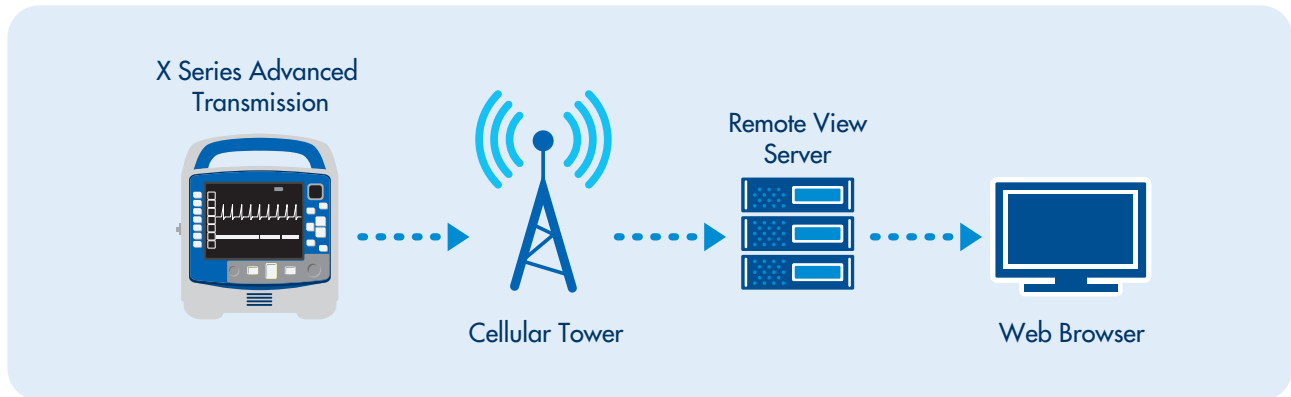 X Series Advanced
Transmission
Remote View
Server
Cellular Tower
Web Browser